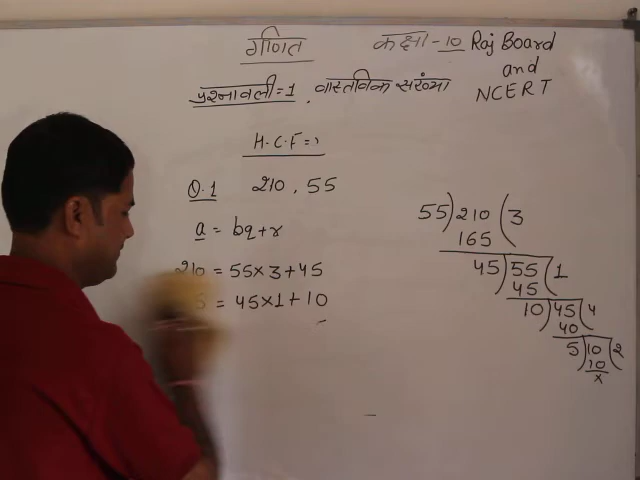 गणित
कक्षा - 10 Raj Board
and
NCERT
प्रश्नावली = 1 , वास्तविक संख्या
H.C.F =>
Q.1 210, 55
a = bq + r
210 = 55 × 3 + 45
= 45 × 1 + 10
55) 210 (3
165
45) 55 (1
45
10) 45 (4
40
5) 10 (2
10
x